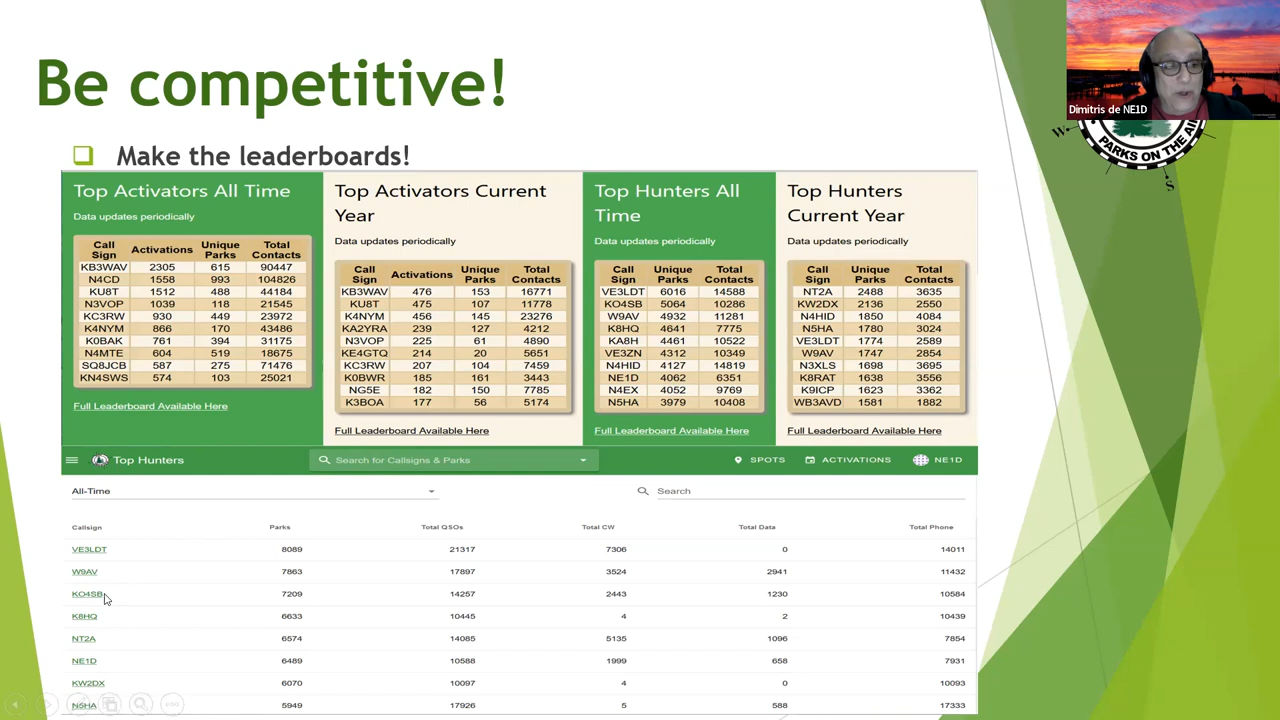 Be competitive!
Dimitris de NE1D
W
PARKS ON THE AIR
S
Make the leaderboards!
Top Activators All Time
Data updates periodically
Call Sign Activations Unique Parks Total Contacts
KB3WAV 2305 615 90447
N4CD 1558 993 104826
KU8T 1512 488 44184
N3VOP 1039 118 21545
KC3RW 930 449 23972
K4NYM 866 170 43486
K0BAK 761 394 31175
N4MTE 604 519 18675
SQ8JCB 587 275 71476
KN4SWS 574 103 25021
Full Leaderboard Available Here
Top Activators Current
Year
Data updates periodically
Call Sign Activations Unique Parks Total Contacts
KB3WAV 476 153 16771
KU8T 475 107 11778
K4NYM 456 145 23276
KA2YRA 239 127 4212
N3VOP 225 61 4890
KE4GTQ 214 20 5651
KC3RW 207 104 7459
K0BWR 185 161 3443
NG5E 182 150 7785
K3BOA 177 56 5174
Full Leaderboard Available Here
Top Hunters All
Time
Data updates periodically
Call Sign Unique Parks Total Contacts
VE3LDT 6016 14588
KO4SB 5064 10286
W9AV 4932 11281
K8HQ 4641 7775
KA8H 4461 10522
VE3ZN 4312 10349
N4HID 4127 14819
NE1D 4062 6351
N4EX 4052 9769
N5HA 3979 10408
Full Leaderboard Available Here
Top Hunters
Current Year
Data updates periodically
Call Sign Unique Parks Total Contacts
NT2A 2488 3635
KW2DX 2136 2550
N4HID 1850 4084
N5HA 1780 3024
VE3LDT 1774 2589
W9AV 1747 2854
N3XLS 1698 3695
K8RAT 1638 3556
K9ICP 1623 3362
WB3AVD 1581 1882
Full Leaderboard Available Here
Top Hunters Search for Callsigns & Parks SPOTS ACTIVATIONS NE1D
All-Time Search
Callsign Parks Total QSOs Total CW Total Data Total Phone
VE3LDT 8089 21317 7306 0 14011
W9AV 7863 17897 3524 2941 11432
KO4SB 7209 14257 2443 1230 10584
K8HQ 6633 10445 4 2 10439
NT2A 6574 14085 5135 1096 7854
NE1D 6489 10588 1999 658 7931
KW2DX 6070 10097 4 0 10093
N5HA 5949 17926 5 588 17333